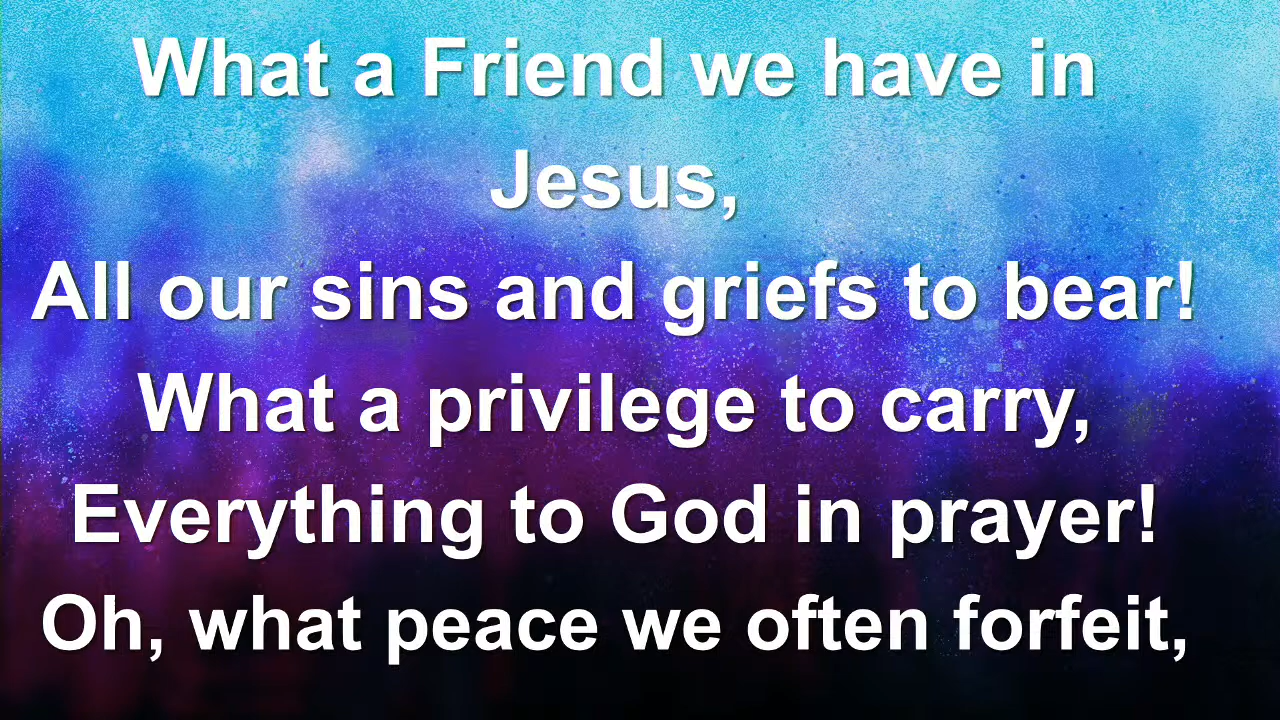 What a Friend we have in
Jesus,
All our sins and griefs to bear!
What a privilege to carry,
Everything to God in prayer!
Oh, what peace we often forfeit,